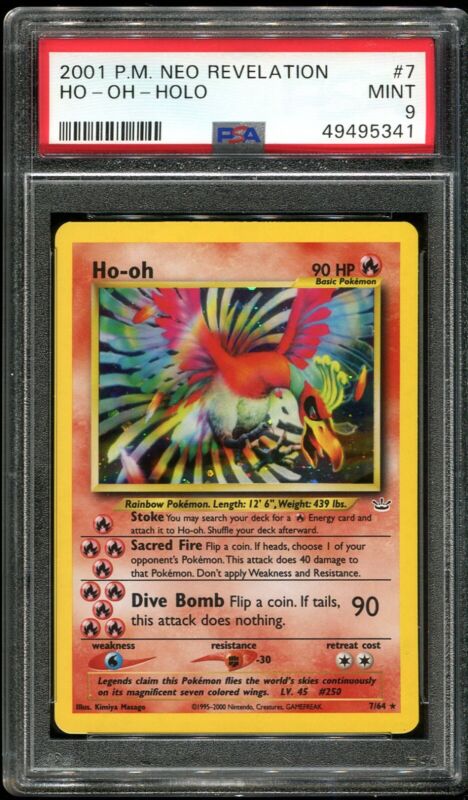 2001 P.M. NEO REVELATION #7
HO - OH - HOLO MINT
9
PSA 49495341
Ho-oh 90 HP
Basic Pokémon
Rainbow Pokémon. Length: 12' 6", Weight: 439 lbs.
Stoke You may search your deck for a Energy card and
attach it to Ho-oh. Shuffle your deck afterward.
Sacred Fire Flip a coin. If heads, choose 1 of your
opponent's Pokémon. This attack does 40 damage to
that Pokémon. Don't apply Weakness and Resistance.
Dive Bomb Flip a coin. If tails, 90
this attack does nothing.
weakness resistance retreat cost
-30
Legends claim this Pokémon flies the world's skies continuously
on its magnificent seven colored wings. LV. 45 #250
Illus. Kimiya Masago ©1995-2000 Nintendo, Creatures, GAMEFREAK. 7/64 ★